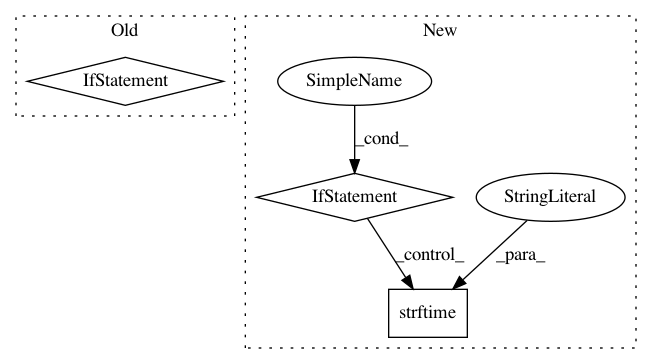 Old
New
IfStatement
SimpleName
_cond_
IfStatement
StringLiteral
_control_
_para_
strftime